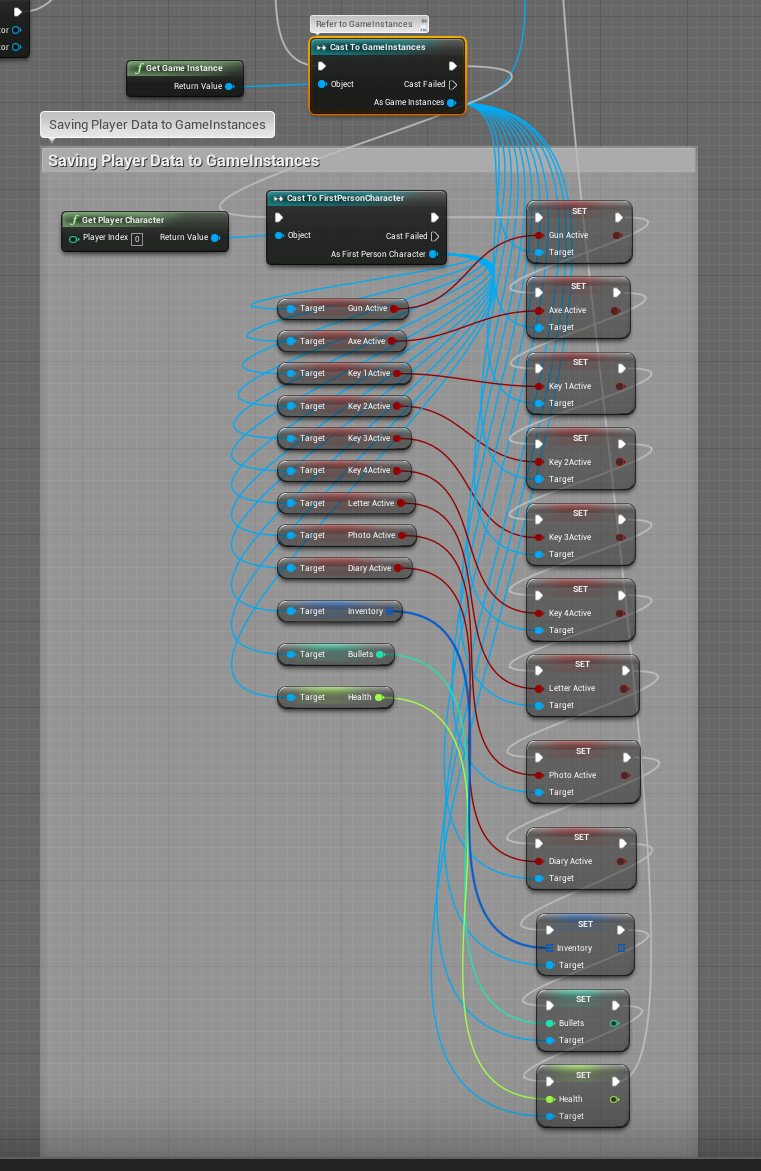 tor
tor
Refer to GameInstances
Cast To GameInstances
Object
Cast Failed
As Game Instances
Get Game Instance
Return Value
Saving Player Data to GameInstances
Saving Player Data to GameInstances
Cast To FirstPersonCharacter
Object
Cast Failed
As First Person Character
Get Player Character
Player Index 0 Return Value
Target Gun Active
Target Axe Active
Target Key 1Active
Target Key 2Active
Target Key 3Active
Target Key 4Active
Target Letter Active
Target Photo Active
Target Diary Active
Target Inventory
Target Bullets
Target Health
SET
Gun Active
Target
SET
Axe Active
Target
SET
Key 1Active
Target
SET
Key 2Active
Target
SET
Key 3Active
Target
SET
Key 4Active
Target
SET
Letter Active
Target
SET
Photo Active
Target
SET
Diary Active
Target
SET
Inventory
Target
SET
Bullets
Target
SET
Health
Target